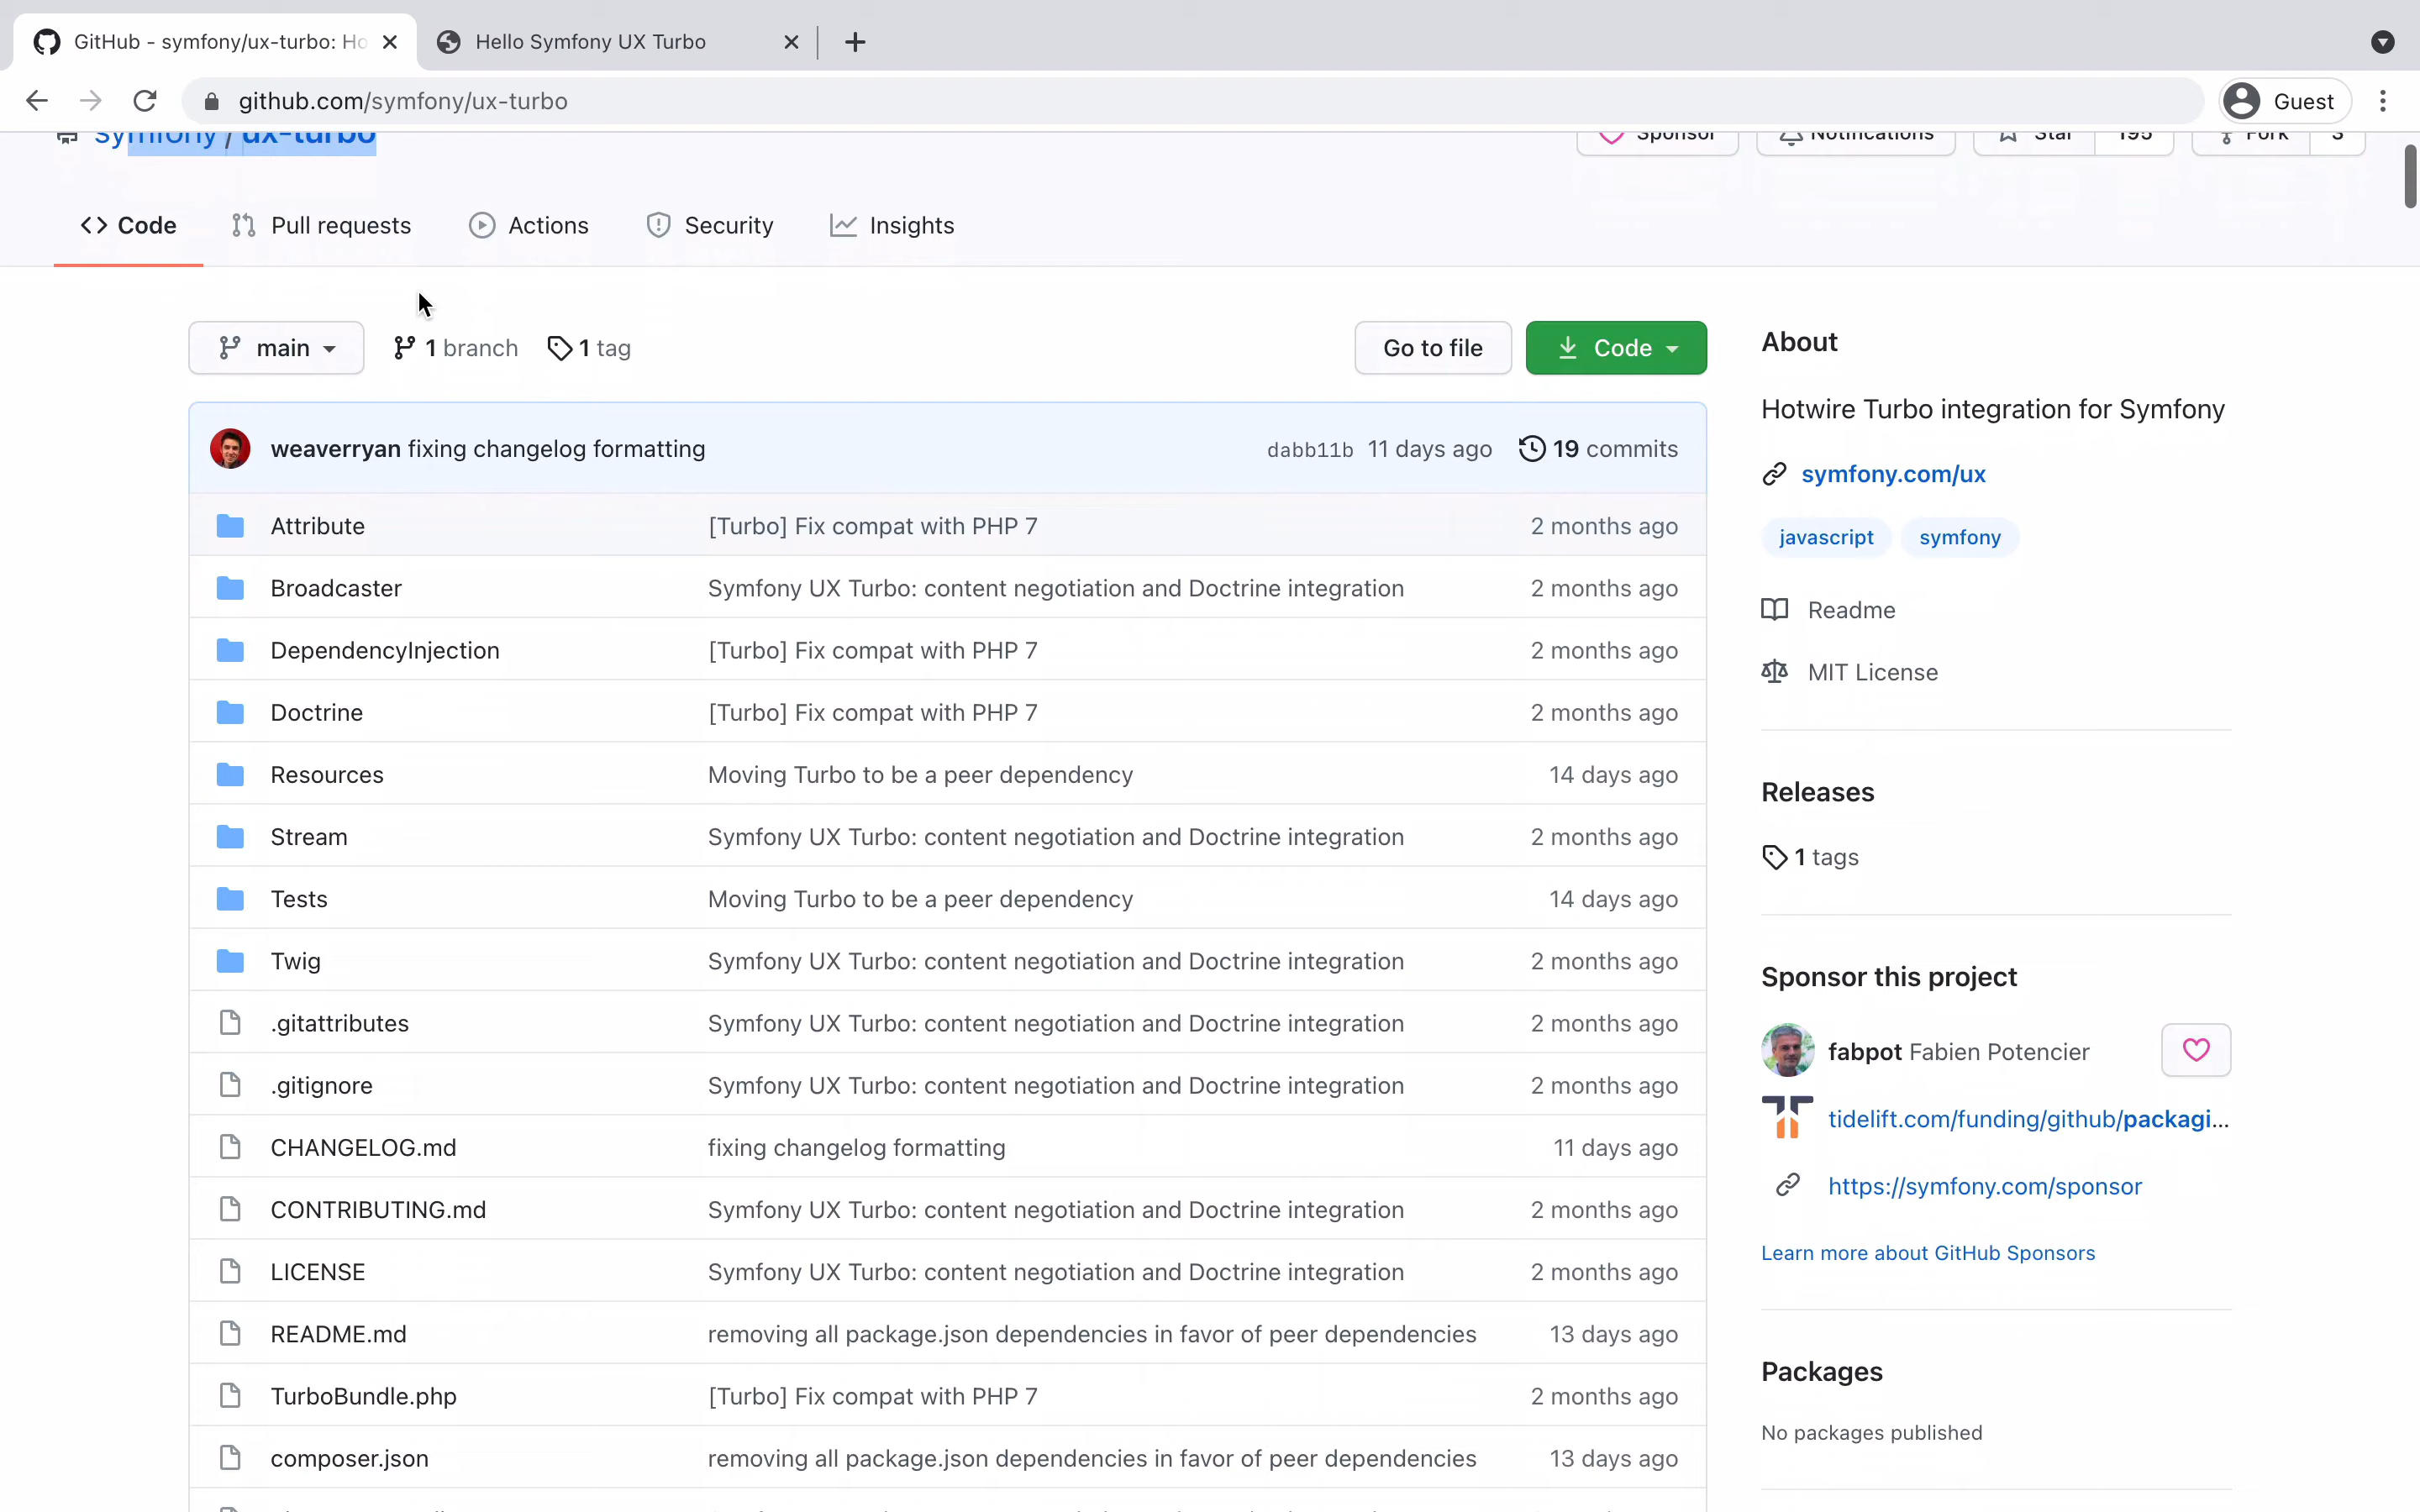 GitHub - symfony/ux-turbo: Ho
Hello Symfony UX Turbo
github.com/symfony/ux-turbo
Guest
symfony / ux-turbo
Sponsor
Notifications
Star 195
Fork 3
Code
Pull requests
Actions
Security
Insights
main
1 branch
1 tag
Go to file
Code
weaverryan fixing changelog formatting dabb11b 11 days ago 19 commits
Attribute [Turbo] Fix compat with PHP 7 2 months ago
Broadcaster Symfony UX Turbo: content negotiation and Doctrine integration 2 months ago
DependencyInjection [Turbo] Fix compat with PHP 7 2 months ago
Doctrine [Turbo] Fix compat with PHP 7 2 months ago
Resources Moving Turbo to be a peer dependency 14 days ago
Stream Symfony UX Turbo: content negotiation and Doctrine integration 2 months ago
Tests Moving Turbo to be a peer dependency 14 days ago
Twig Symfony UX Turbo: content negotiation and Doctrine integration 2 months ago
.gitattributes Symfony UX Turbo: content negotiation and Doctrine integration 2 months ago
.gitignore Symfony UX Turbo: content negotiation and Doctrine integration 2 months ago
CHANGELOG.md fixing changelog formatting 11 days ago
CONTRIBUTING.md Symfony UX Turbo: content negotiation and Doctrine integration 2 months ago
LICENSE Symfony UX Turbo: content negotiation and Doctrine integration 2 months ago
README.md removing all package.json dependencies in favor of peer dependencies 13 days ago
TurboBundle.php [Turbo] Fix compat with PHP 7 2 months ago
composer.json removing all package.json dependencies in favor of peer dependencies 13 days ago
About
Hotwire Turbo integration for Symfony
symfony.com/ux
javascript symfony
Readme
MIT License
Releases
1 tags
Sponsor this project
fabpot Fabien Potencier
tidelift.com/funding/github/packagi...
https://symfony.com/sponsor
Learn more about GitHub Sponsors
Packages
No packages published